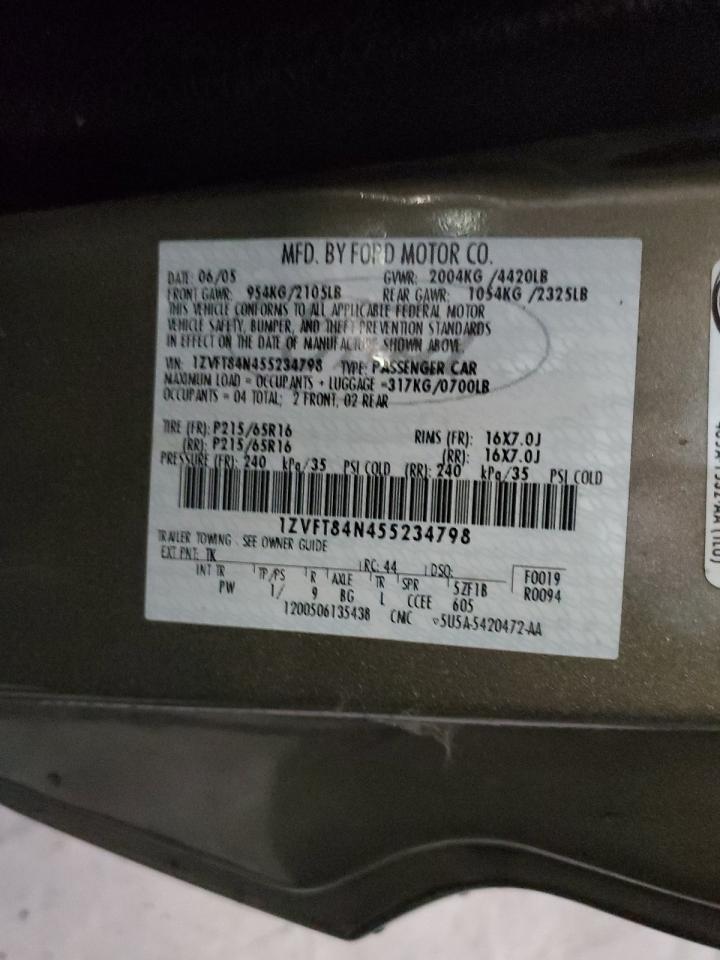 MFD. BY FORD MOTOR CO.
DATE: 06/05 GVWR: 2004KG /4420LB
FRONT GAWR: 954KG/2105LB REAR GAWR: 1054KG /2325LB
THIS VEHICLE CONFORMS TO ALL APPLICABLE FEDERAL MOTOR
VEHICLE SAFETY, BUMPER, AND THEFT PREVENTION STANDARDS
IN EFFECT ON THE DATE OF MANUFACTURE SHOWN ABOVE.
VIN: 1ZVFT84N455234798 TYPE: PASSENGER CAR
MAXIMUM LOAD = OCCUPANTS + LUGGAGE =317KG/0700LB
OCCUPANTS = 04 TOTAL; 2 FRONT, 02 REAR
TIRE (FR): P215/65R16 RIMS (FR): 16X7.0J
(RR): P215/65R16 (RR): 16X7.0J
PRESSURE (FR): 240 kPa/35 PSI COLD (RR): 240 kPa/35 PSI COLD
1ZVFT84N455234798
TRAILER TOWING - SEE OWNER GUIDE
EXT PNT: TK RC: 44 DSO: F0019
INT TR TP/PS R AXLE TR SPR 5ZF1B R0094
PW 1/ 9 BG L CCEE 605
1200506135438 CMC 5U5A-5420472-AA